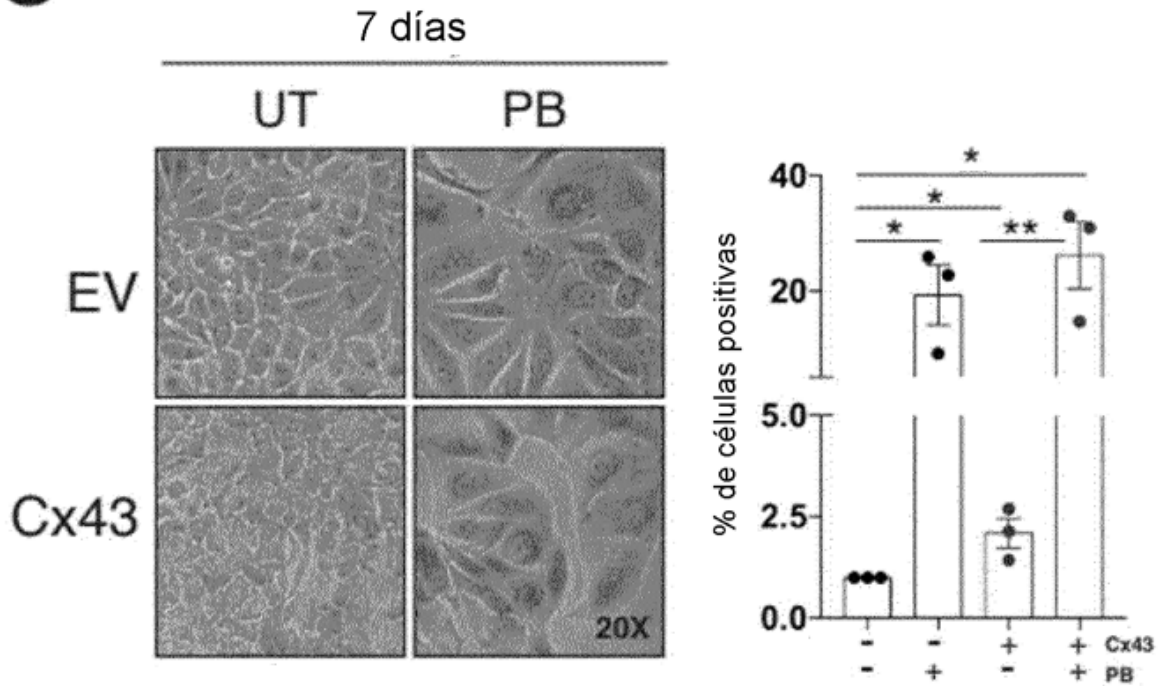 7 días
UT PB
EV
Cx43
20X
% de células positivas
40
20
5.0
2.5
0.0
* * * **
- - + + Cx43
- + - + PB